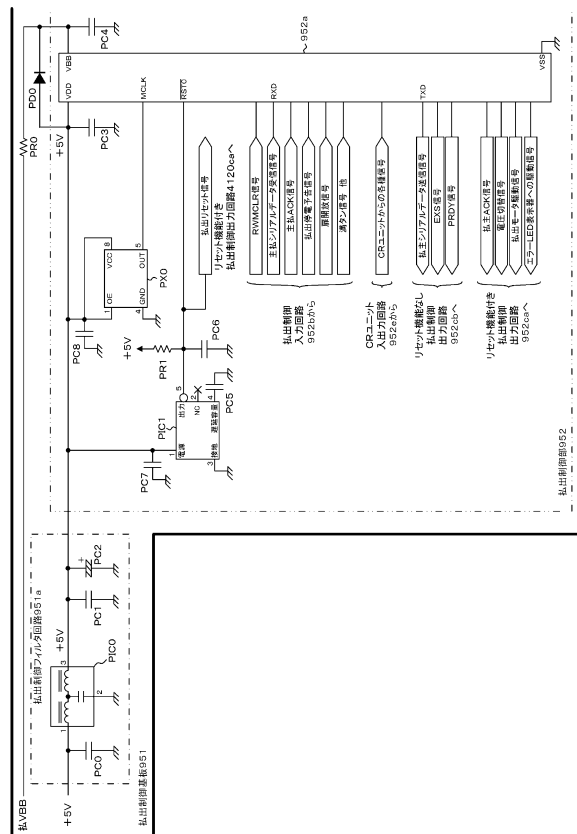 払VBB
+5V
払出制御基板951
払出制御フィルタ回路951a
PC0
1
3
2
PIC0
+5V
PC1
+
PC2
PR0
PD0
PC4
+5V
PC3
VDD
VBB
952a
MCLK
RST0
RXD
TXD
VSS
PC8
1
OE
VCC
8
4
GND
OUT
5
PX0
+5V
PR1
PC6
PC7
PIC1
1
電源
出力
5
2
NC
3
接地
遅延容量
4
PC5
払出リセット信号
リセット機能付き
払出制御出力回路4120caへ
RWMCLR信号
主払シリアルデータ受信信号
主払ACK信号
払出停電予告信号
扉開放信号
満タン信号 他
払出制御
入力回路
952bから
CRユニットからの各種信号
CRユニット
入出力回路
952eから
払主シリアルデータ送信信号
EXS信号
PRDY信号
リセット機能なし
払出制御
出力回路
952cbへ
払主ACK信号
電圧切替信号
払出モータ駆動信号
エラーLED表示器への駆動信号
リセット機能付き
払出制御
出力回路
952caへ
払出制御部952